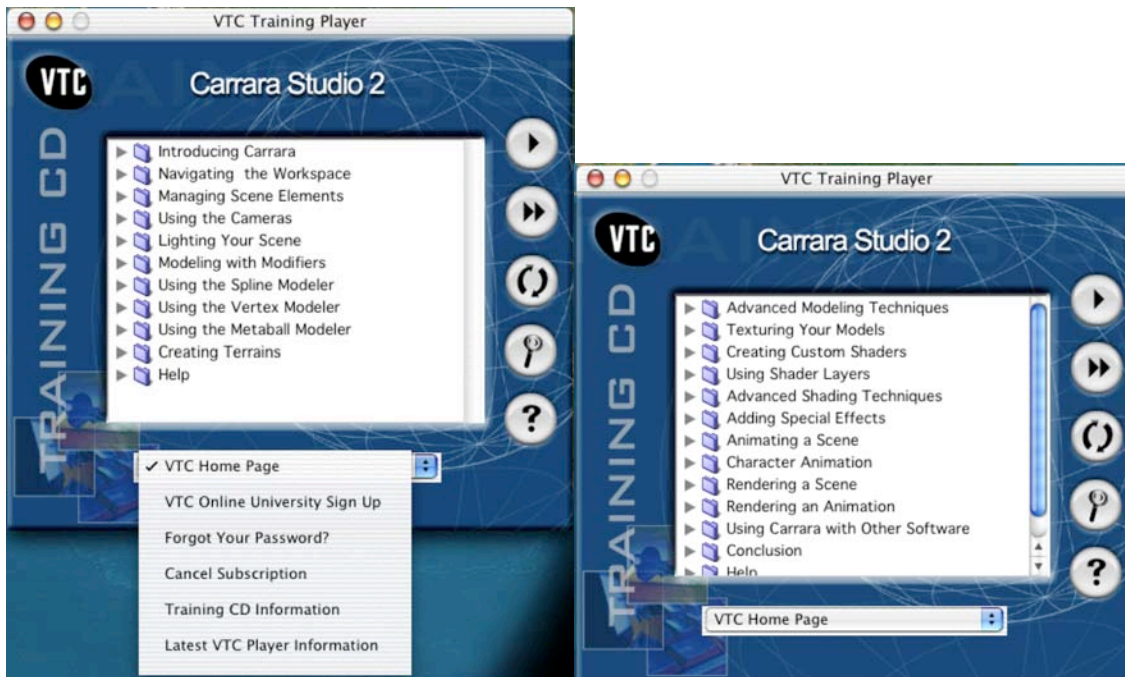 VTC Training Player
VTC
Carrara Studio 2
TRAINING CD
Introducing Carrara
Navigating the Workspace
Managing Scene Elements
Using the Cameras
Lighting Your Scene
Modeling with Modifiers
Using the Spline Modeler
Using the Vertex Modeler
Using the Metaball Modeler
Creating Terrains
Help
?
✓ VTC Home Page
VTC Online University Sign Up
Forgot Your Password?
Cancel Subscription
Training CD Information
Latest VTC Player Information
VTC Training Player
VTC
Carrara Studio 2
TRAINING CD
Advanced Modeling Techniques
Texturing Your Models
Creating Custom Shaders
Using Shader Layers
Advanced Shading Techniques
Adding Special Effects
Animating a Scene
Character Animation
Rendering a Scene
Rendering an Animation
Using Carrara with Other Software
Conclusion
Help
?
VTC Home Page